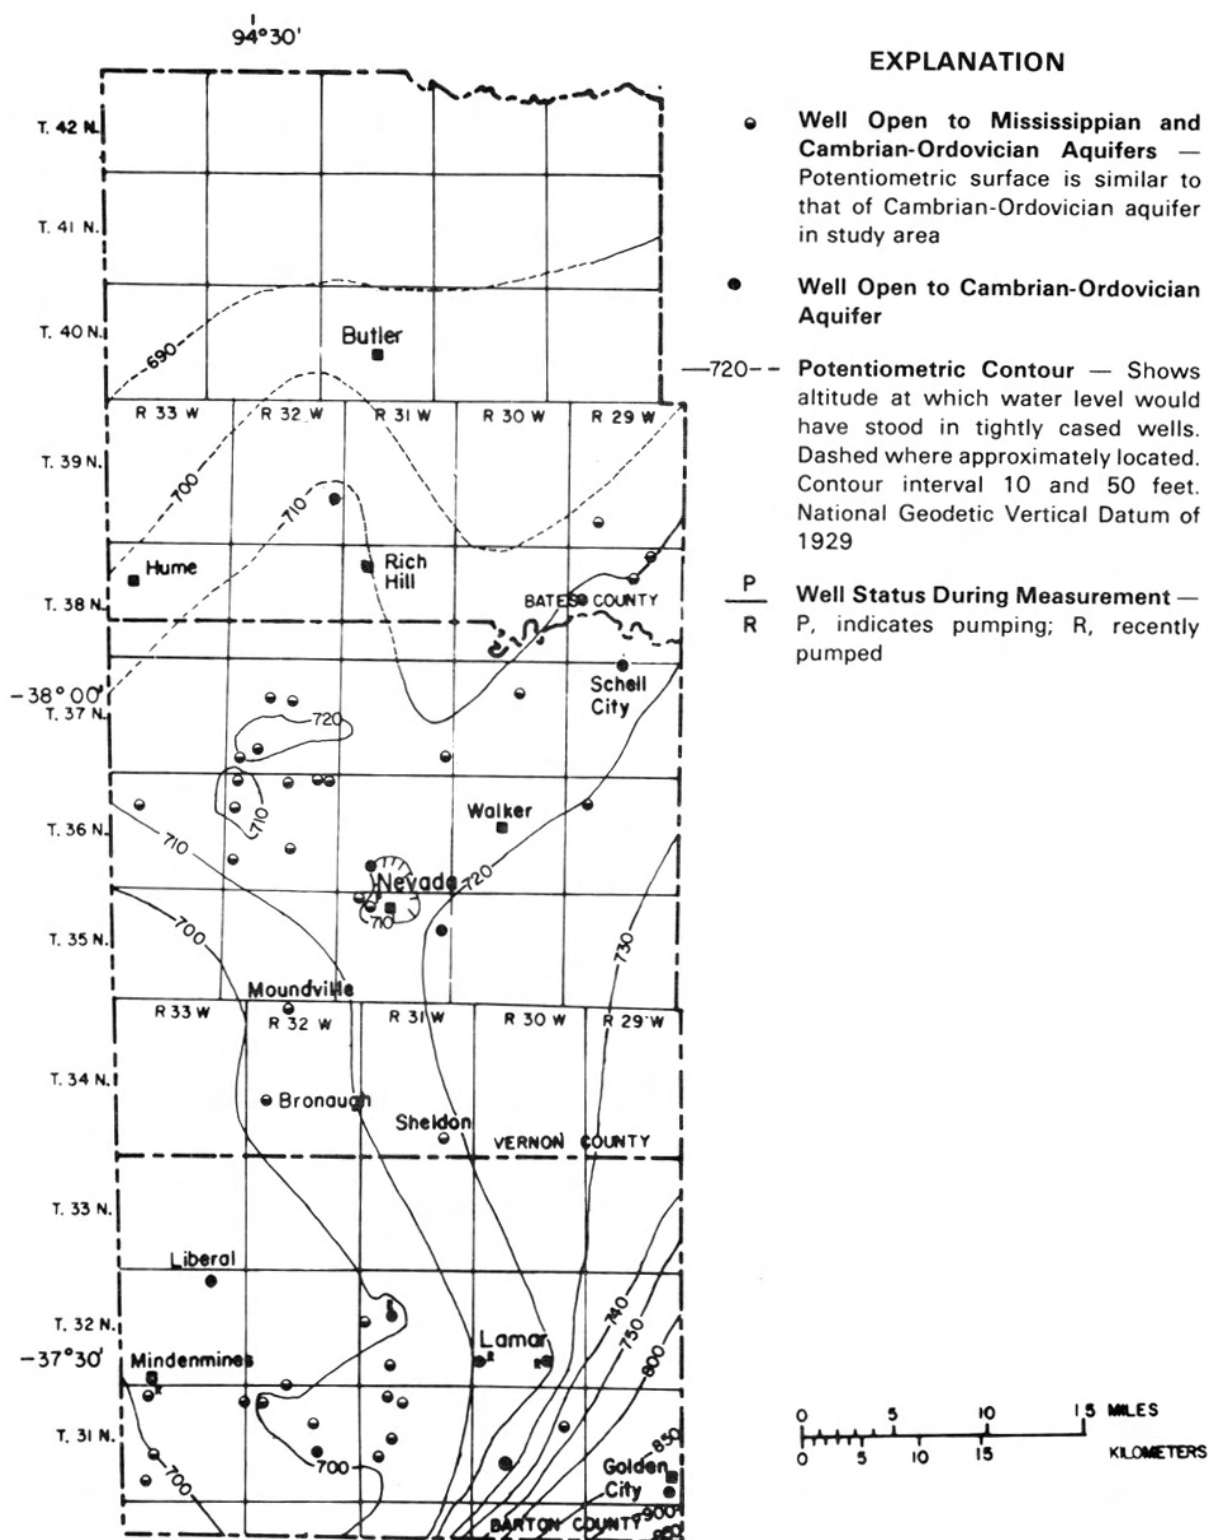 94°30'
EXPLANATION
Well Open to Mississippian and
Cambrian-Ordovician Aquifers —
Potentiometric surface is similar to
that of Cambrian-Ordovician aquifer
in study area
Well Open to Cambrian-Ordovician
Aquifer
720
Potentiometric Contour — Shows
altitude at which water level would
have stood in tightly cased wells.
Dashed where approximately located.
Contour interval 10 and 50 feet.
National Geodetic Vertical Datum of
1929
P
R
Well Status During Measurement —
P, indicates pumping; R, recently
pumped
T. 42 N.
T. 41 N.
T. 40 N.
Butler
690
R 33 W R 32 W R 31 W R 30 W R 29 W
T. 39 N.
700
710
Hume
Rich
Hill
T. 38 N.
BATES COUNTY
38°00'
Schell
City
T. 37 N.
720
T. 36 N.
710
710
Walker
Nevada
720
710
T. 35 N.
700
730
Moundville
R 33 W R 32 W R 31 W R 30 W R 29 W
T. 34 N.
Bronaugh
Sheldon
VERNON COUNTY
T. 33 N.
Liberal
T. 32 N.
740
750
800
37°30'
Mindenmines
Lamar
R
R
T. 31 N.
700
700
850
Golden
City
900
BARTON COUNTY
850
0 5 10 15 MILES
0 5 10 15 KILOMETERS